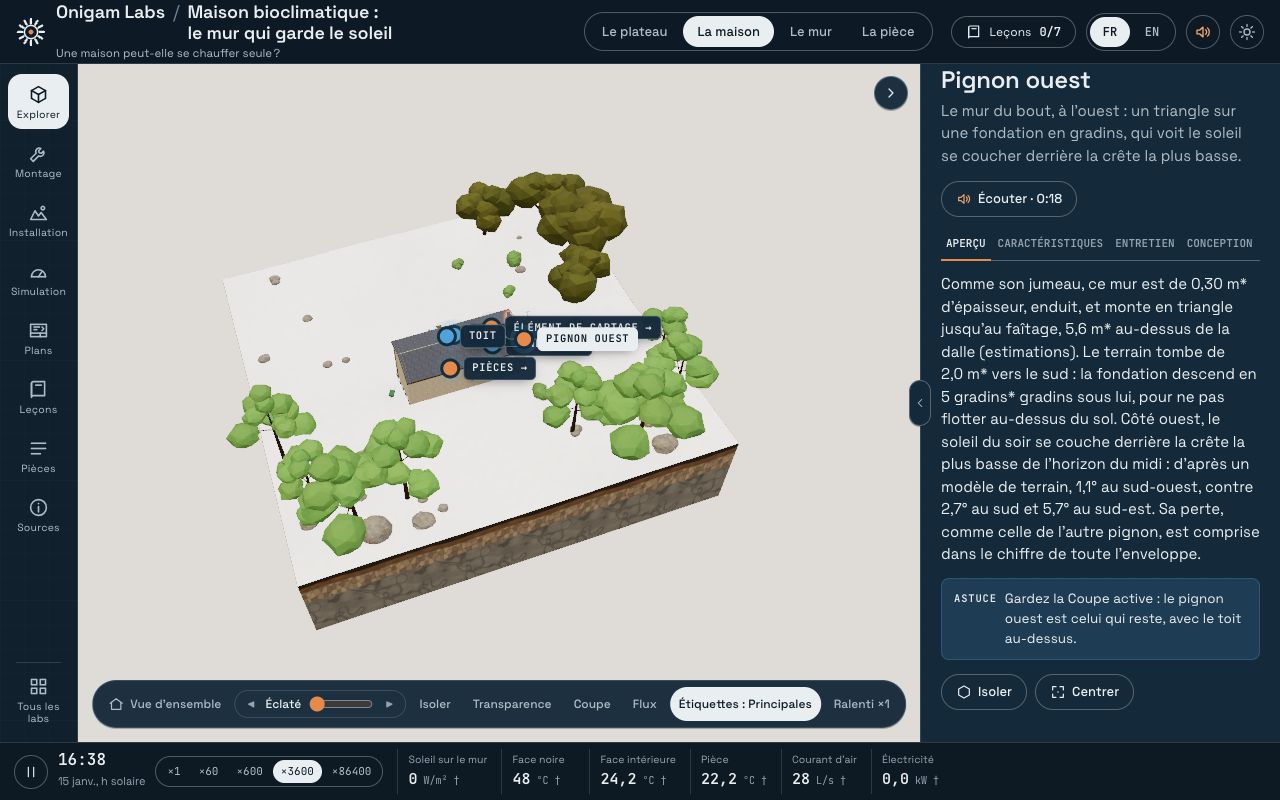 Onigam Labs / Maison bioclimatique :
le mur qui garde le soleil
Une maison peut-elle se chauffer seule ?
Le plateau
La maison
Le mur
La pièce
Leçons 0/7
FR
EN
Explorer
Montage
Installation
Simulation
Plans
Leçons
Pièces
Sources
Tous les
labs
TOIT
PIGNON OUEST
PIÈCES →
Pignon ouest
Le mur du bout, à l'ouest : un triangle sur
une fondation en gradins, qui voit le soleil
se coucher derrière la crête la plus basse.
Écouter · 0:18
APERÇU
CARACTÉRISTIQUES
ENTRETIEN
CONCEPTION
Comme son jumeau, ce mur est de 0,30 m*
d'épaisseur, enduit, et monte en triangle
jusqu'au faîtage, 5,6 m* au-dessus de la
dalle (estimations). Le terrain tombe de
2,0 m* vers le sud : la fondation descend en
5 gradins* gradins sous lui, pour ne pas
flotter au-dessus du sol. Côté ouest, le
soleil du soir se couche derrière la crête la
plus basse de l'horizon du midi : d'après un
modèle de terrain, 1,1° au sud-ouest, contre
2,7° au sud et 5,7° au sud-est. Sa perte,
comme celle de l'autre pignon, est comprise
dans le chiffre de toute l'enveloppe.
ASTUCE Gardez la Coupe active : le pignon
ouest est celui qui reste, avec le toit
au-dessus.
Isoler
Centrer
Vue d'ensemble
Éclaté
Isoler
Transparence
Coupe
Flux
Étiquettes : Principales
Ralenti ×1
16:38
15 janv., h solaire
×1
×60
×600
×3600
×86400
Soleil sur le mur
0 W/m² †
Face noire
48 °C †
Face intérieure
24,2 °C †
Pièce
22,2 °C †
Courant d'air
28 L/s †
Électricité
0,0 kW †